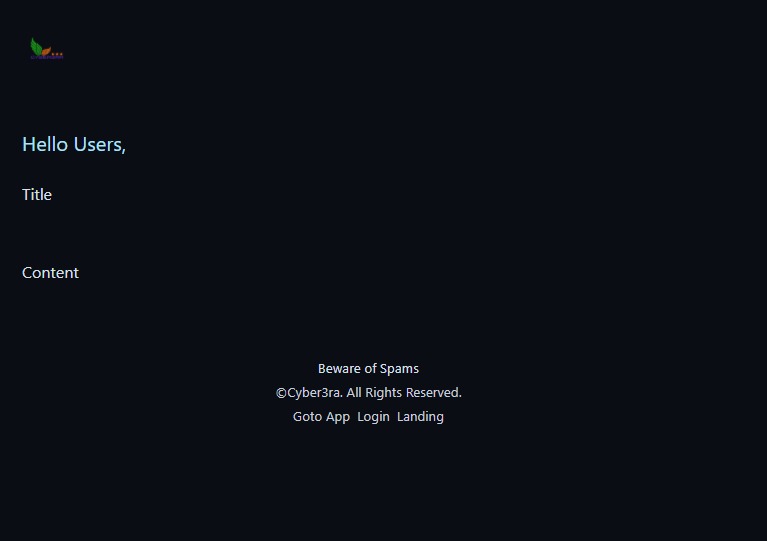 Hello Users,
Title
Content
Beware of Spams
©Cyber3ra. All Rights Reserved.
Goto App Login Landing